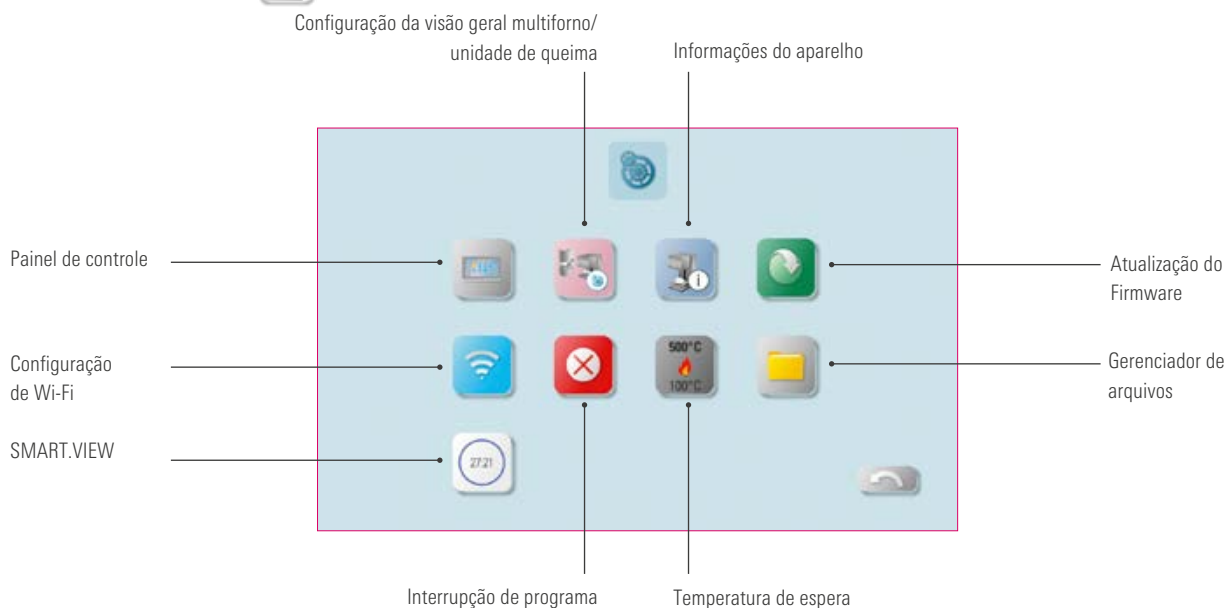 Configuração da visão geral multiforno/
unidade de queima
Informações do aparelho
Painel de controle
Atualização do
Firmware
Configuração
de Wi-Fi
500°C
100°C
Gerenciador de
arquivos
SMART.VIEW
27:21
Interrupção de programa
Temperatura de espera